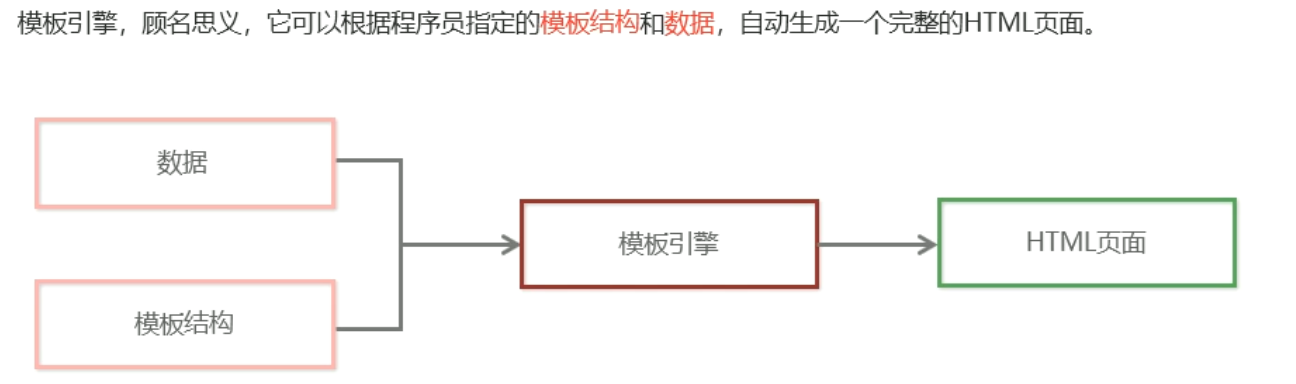 模板引擎，顾名思义，它可以根据程序员指定的模板结构和数据，自动生成一个完整的HTML页面。
数据
模板结构
模板引擎
HTML页面